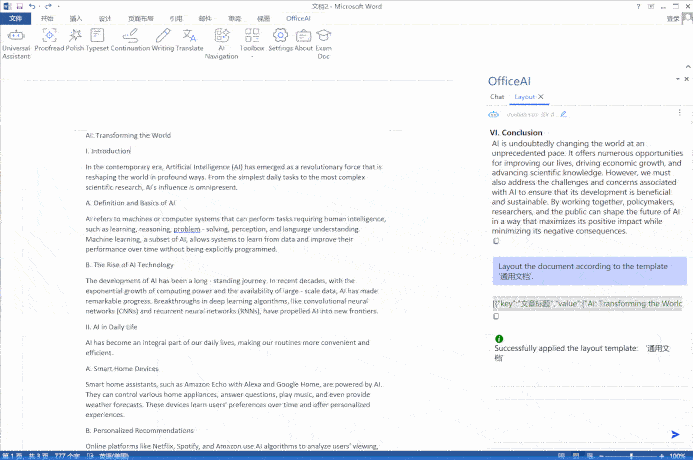 文档2 - Microsoft Word
文件 开始 插入 设计 页面布局 引用 邮件 审阅 视图 OfficeAI 登录
Universal Assistant Proofread Polish Typeset Continuation Writing Translate AI Navigation Toolbox Settings About Exam Doc
AI: Transforming the World
I. Introduction
In the contemporary era, Artificial Intelligence (AI) has emerged as a revolutionary force that is
reshaping the world in profound ways. From the simplest daily tasks to the most complex
scientific research, AI's influence is omnipresent.
A. Definition and Basics of AI
AI refers to machines or computer systems that can perform tasks requiring human intelligence,
such as learning, reasoning, problem - solving, perception, and language understanding.
Machine learning, a subset of AI, allows systems to learn from data and improve their
performance over time without being explicitly programmed.
B. The Rise of AI Technology
The development of AI has been a long - standing journey. In recent decades, with the
exponential growth of computing power and the availability of large - scale data, AI has made
remarkable progress. Breakthroughs in deep learning algorithms, like convolutional neural
networks (CNNs) and recurrent neural networks (RNNs), have propelled AI into new frontiers.
II. AI in Daily Life
AI has become an integral part of our daily lives, making our routines more convenient and
efficient.
A. Smart Home Devices
Smart home assistants, such as Amazon Echo with Alexa and Google Home, are powered by AI.
They can control various home appliances, answer questions, play music, and even provide
weather forecasts. These devices learn users' preferences over time and offer personalized
experiences.
B. Personalized Recommendations
Online platforms like Netflix, Spotify, and Amazon use AI algorithms to analyze users' viewing,
OfficeAI
Chat Layout
VI. Conclusion
AI is undoubtedly changing the world at an
unprecedented pace. It offers numerous opportunities
for improving our lives, driving economic growth, and
advancing scientific knowledge. However, we must
also address the challenges and concerns associated
with AI to ensure that its development is beneficial
and sustainable. By working together, policymakers,
researchers, and the public can shape the future of AI
in a way that maximizes its positive impact while
minimizing its negative consequences.
Layout the document according to the template
'通用文档'.
[{"key":"文章标题","value":["AI: Transforming the Worlc
Successfully applied the layout template: '通用文
档'
第 1 页，共 3 页 777 个字 英语(美国) 100%